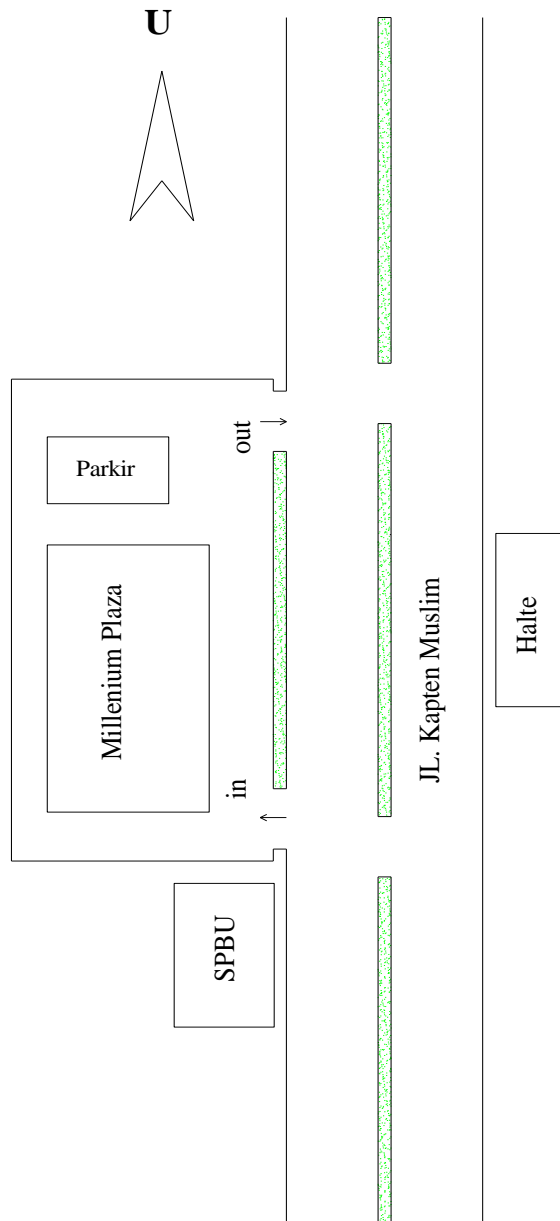 U
out
Parkir
Millenium Plaza
in
JL. Kapten Muslim
Halte
SPBU